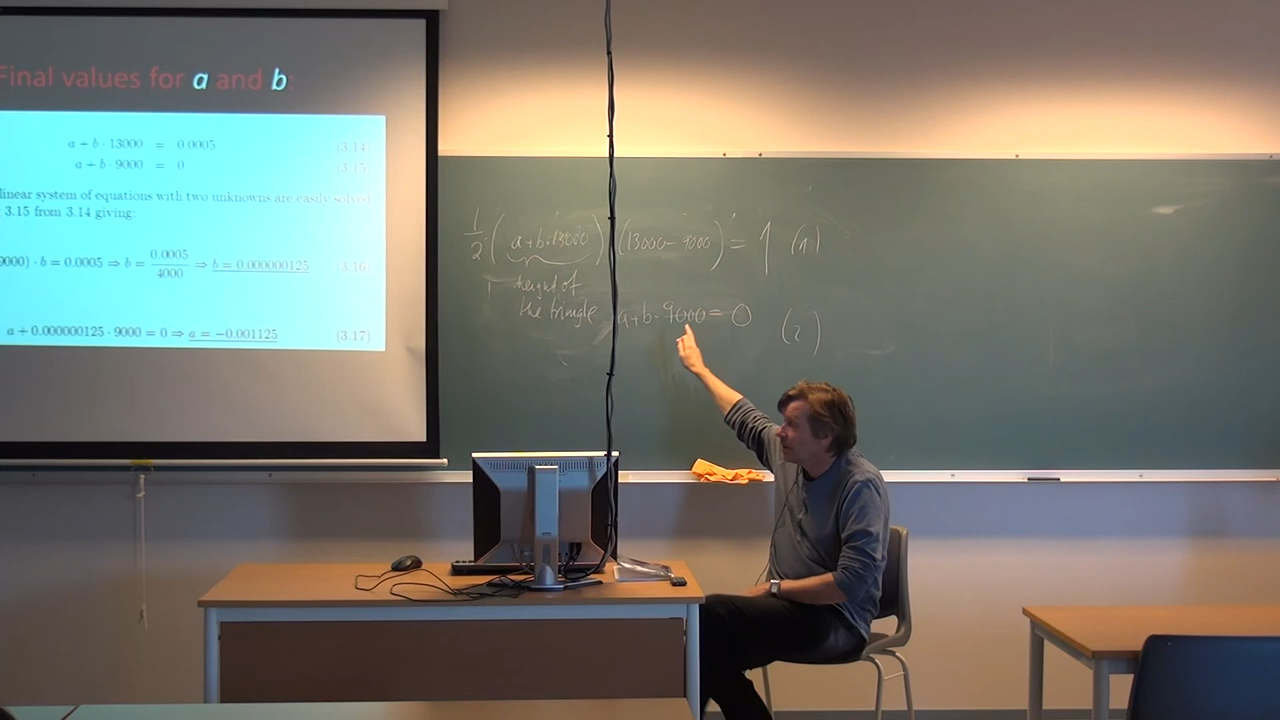 Final values for a and b:
a + b · 13000 = 0.0005 (3.14)
a + b · 9000 = 0 (3.15)
linear system of equations with two unknowns are easily solved
3.15 from 3.14 giving:
9000) · b = 0.0005 ⇒ b = 0.0005/4000 ⇒ b = 0.000000125 (3.16)
a + 0.000000125 · 9000 = 0 ⇒ a = −0.001125 (3.17)
1/2 · (a+b·13000) (13000 − 9000) = 1 (1)
height of
the tringle
a+b·9000 = 0 (2)